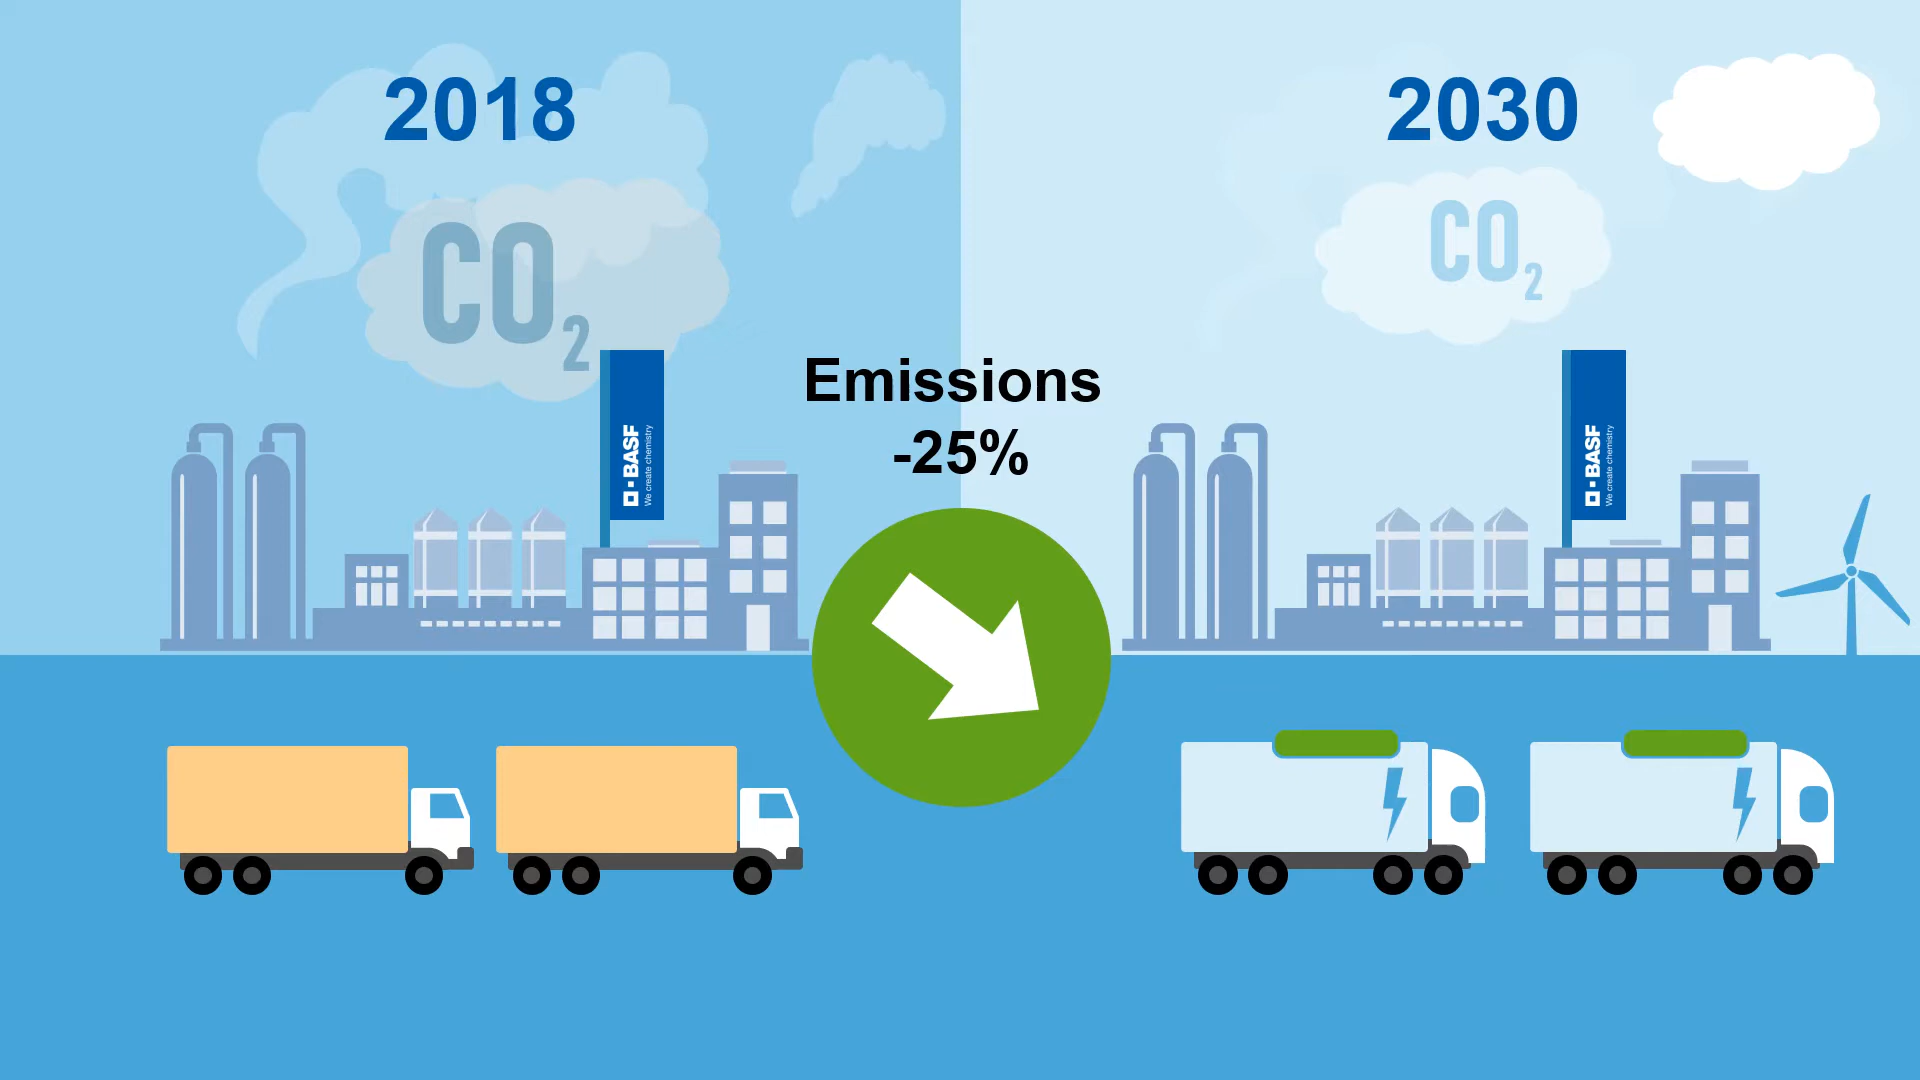 2018
2030
CO₂
CO₂
Emissions
-25%
BASF
We create chemistry
BASF
We create chemistry